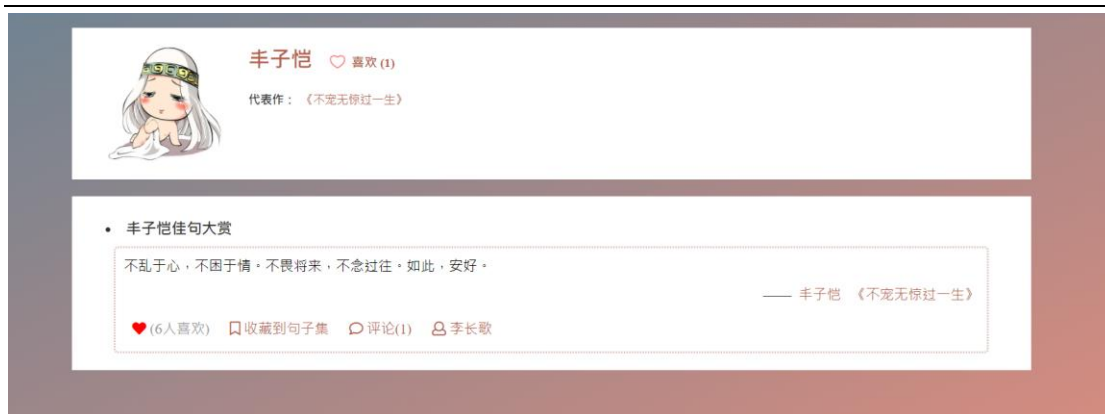 丰子恺 喜欢 (1)
代表作： 《不宠无惊过一生》
丰子恺佳句大赏
不乱于心，不困于情。不畏将来，不念过往。如此，安好。
—— 丰子恺 《不宠无惊过一生》
(6人喜欢) 收藏到句子集 评论(1) 李长歌